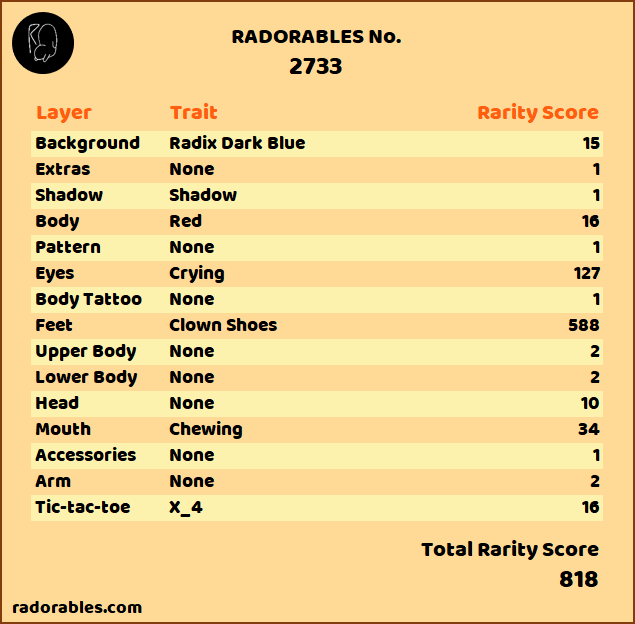 RADORABLES No.
2733
Layer Trait Rarity Score
Background Radix Dark Blue 15
Extras None 1
Shadow Shadow 1
Body Red 16
Pattern None 1
Eyes Crying 127
Body Tattoo None 1
Feet Clown Shoes 588
Upper Body None 2
Lower Body None 2
Head None 10
Mouth Chewing 34
Accessories None 1
Arm None 2
Tic-tac-toe X_4 16
Total Rarity Score
818
radorables.com